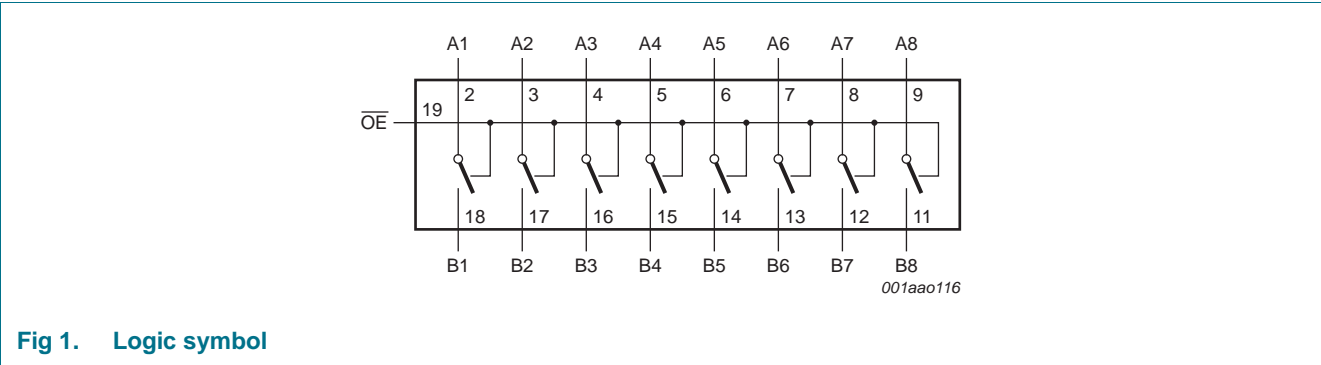 A1 A2 A3 A4 A5 A6 A7 A8
2 3 4 5 6 7 8 9
19
O̅E̅
18 17 16 15 14 13 12 11
B1 B2 B3 B4 B5 B6 B7 B8
001aao116
Fig 1. Logic symbol